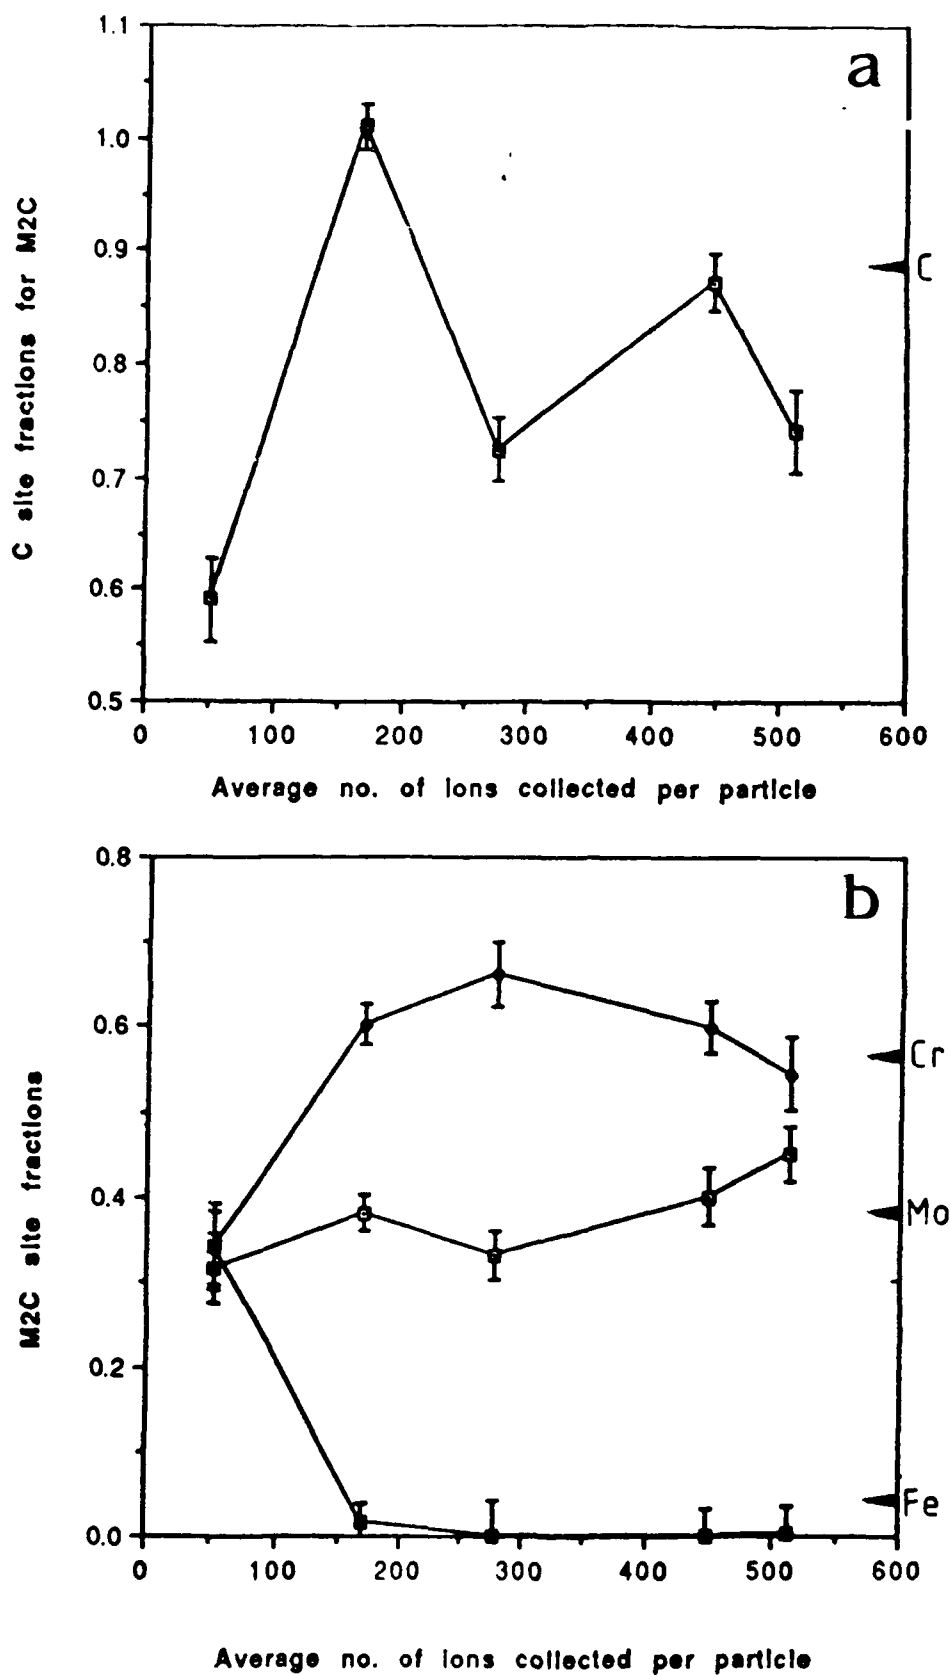 a
C site fractions for M2C
1.1
1.0
0.9
0.8
0.7
0.6
0.5
C
0 100 200 300 400 500 600
Average no. of ions collected per particle
b
M2C site fractions
0.8
0.6
0.4
0.2
0.0
Cr
Mo
Fe
0 100 200 300 400 500 600
Average no. of ions collected per particle